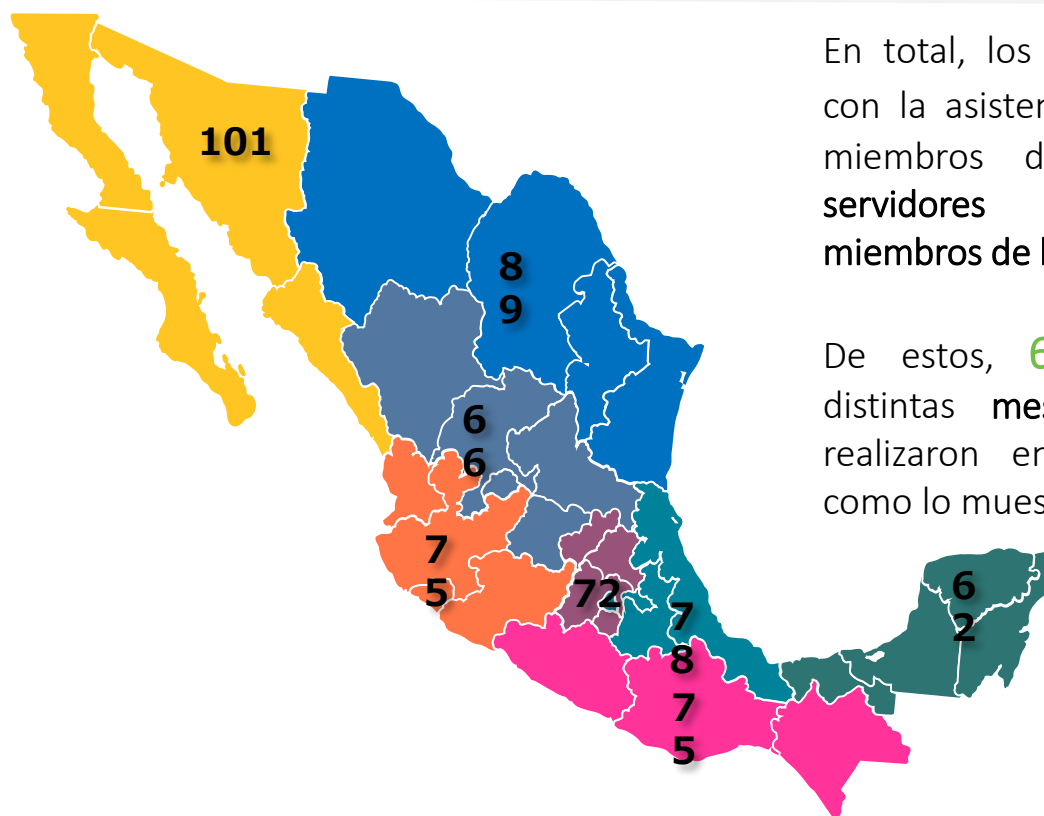 101
8
9
6
6
7
5
72
7
8
7
5
6
2
En total, los
con la asister
miembros d
servidores
miembros de l
De estos, 6
distintas mes
realizaron en
como lo mues